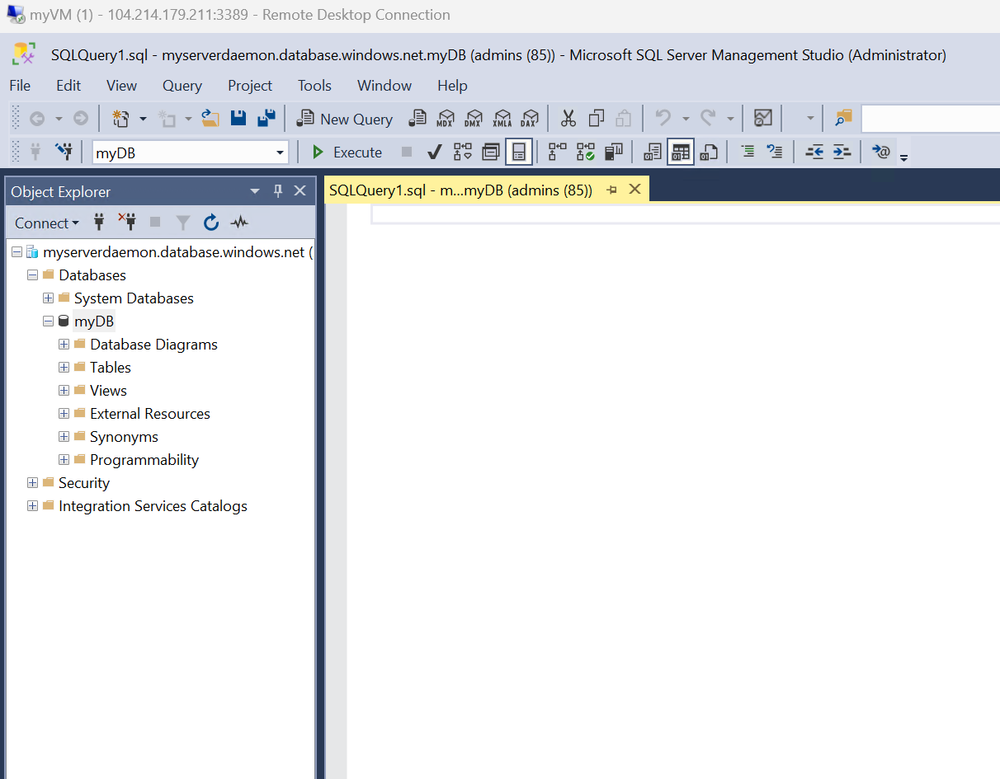 myVM (1) - 104.214.179.211:3389 - Remote Desktop Connection
SQLQuery1.sql - myserverdaemon.database.windows.net.myDB (admins (85)) - Microsoft SQL Server Management Studio (Administrator)
File Edit View Query Project Tools Window Help
New Query MDX DMX XMLA DAX
myDB Execute
Object Explorer
SQLQuery1.sql - m...myDB (admins (85))
Connect
myserverdaemon.database.windows.net (
Databases
System Databases
myDB
Database Diagrams
Tables
Views
External Resources
Synonyms
Programmability
Security
Integration Services Catalogs